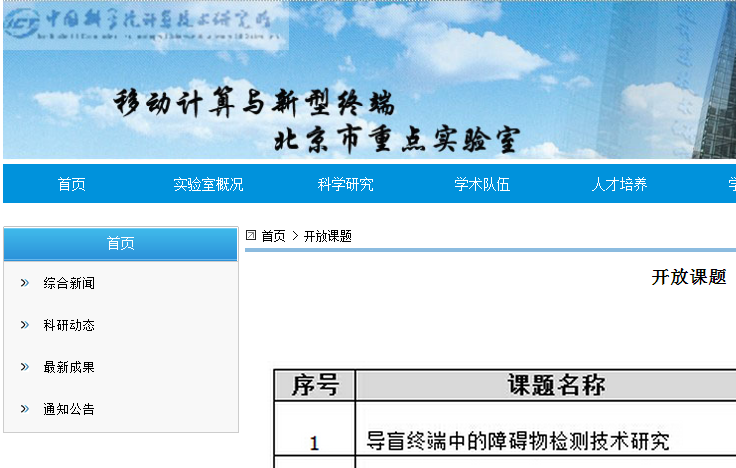 中国科学院计算技术研究所
移动计算与新型终端
北京市重点实验室
首页 实验室概况 科学研究 学术队伍 人才培养
首页
综合新闻
科研动态
最新成果
通知公告
首页 > 开放课题
开放课题
序号 课题名称
1 导盲终端中的障碍物检测技术研究